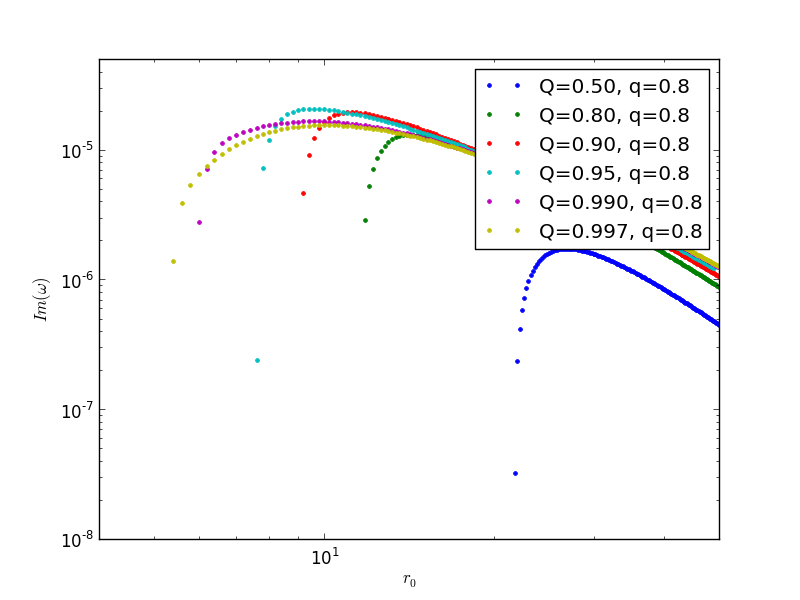 Q=0.50, q=0.8
Q=0.80, q=0.8
Q=0.90, q=0.8
Q=0.95, q=0.8
Q=0.990, q=0.8
Q=0.997, q=0.8
10^-5
10^-6
10^-7
10^-8
Im(ω)
10^1
r_0